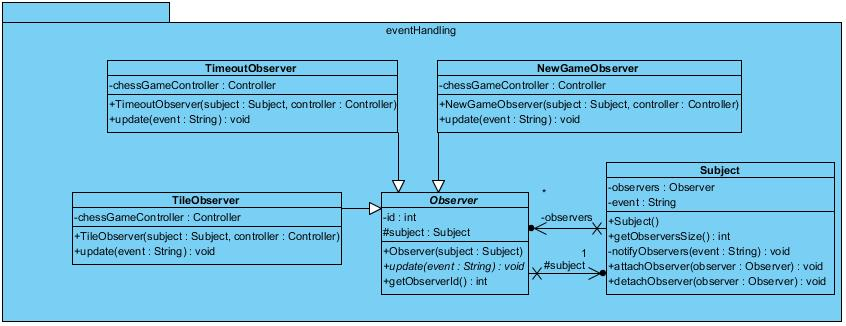 eventHandling
TimeoutObserver
-chessGameController : Controller
+TimeoutObserver(subject : Subject, controller : Controller)
+update(event : String) : void
NewGameObserver
-chessGameController : Controller
+NewGameObserver(subject : Subject, controller : Controller)
+update(event : String) : void
TileObserver
-chessGameController : Controller
+TileObserver(subject : Subject, controller : Controller)
+update(event : String) : void
Observer
-id : int
#subject : Subject
+Observer(subject : Subject)
+update(event : String) : void
+getObserverId() : int
*
-observers
1
#subject
Subject
-observers : Observer
-event : String
+Subject()
+getObserversSize() : int
-notifyObservers(event : String) : void
+attachObserver(observer : Observer) : void
+detachObserver(observer : Observer) : void